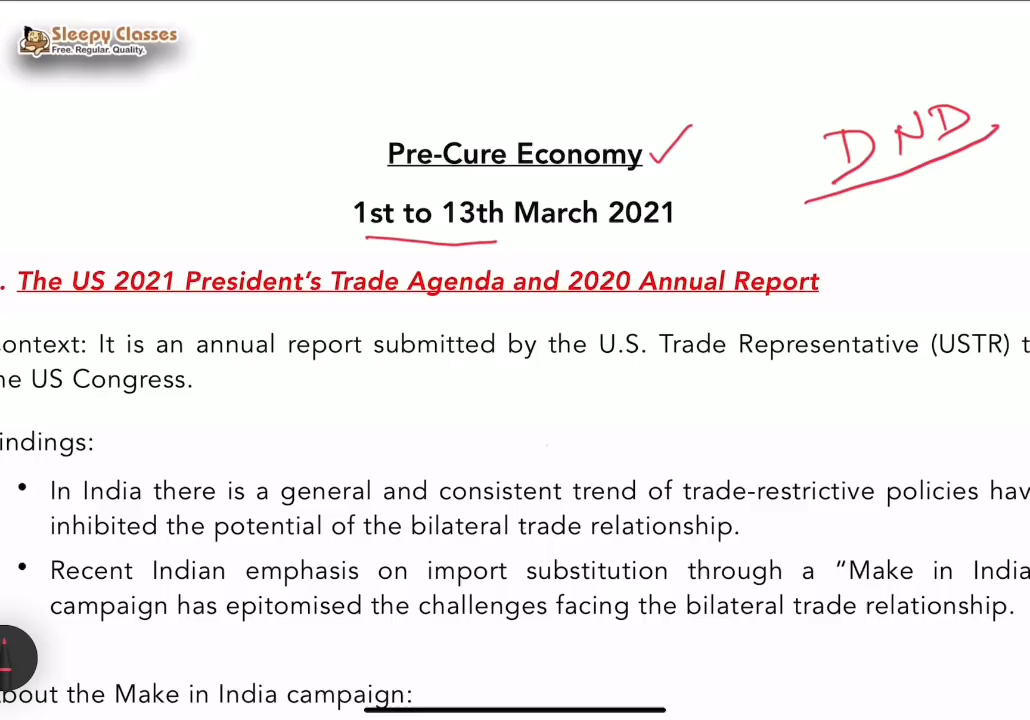 Sleepy Classes
Free. Regular. Quality.
DND
Pre-Cure Economy
1st to 13th March 2021
. The US 2021 President's Trade Agenda and 2020 Annual Report
ontext: It is an annual report submitted by the U.S. Trade Representative (USTR) t
he US Congress.
indings:
• In India there is a general and consistent trend of trade-restrictive policies hav
inhibited the potential of the bilateral trade relationship.
• Recent Indian emphasis on import substitution through a “Make in India
campaign has epitomised the challenges facing the bilateral trade relationship.
bout the Make in India campaign: